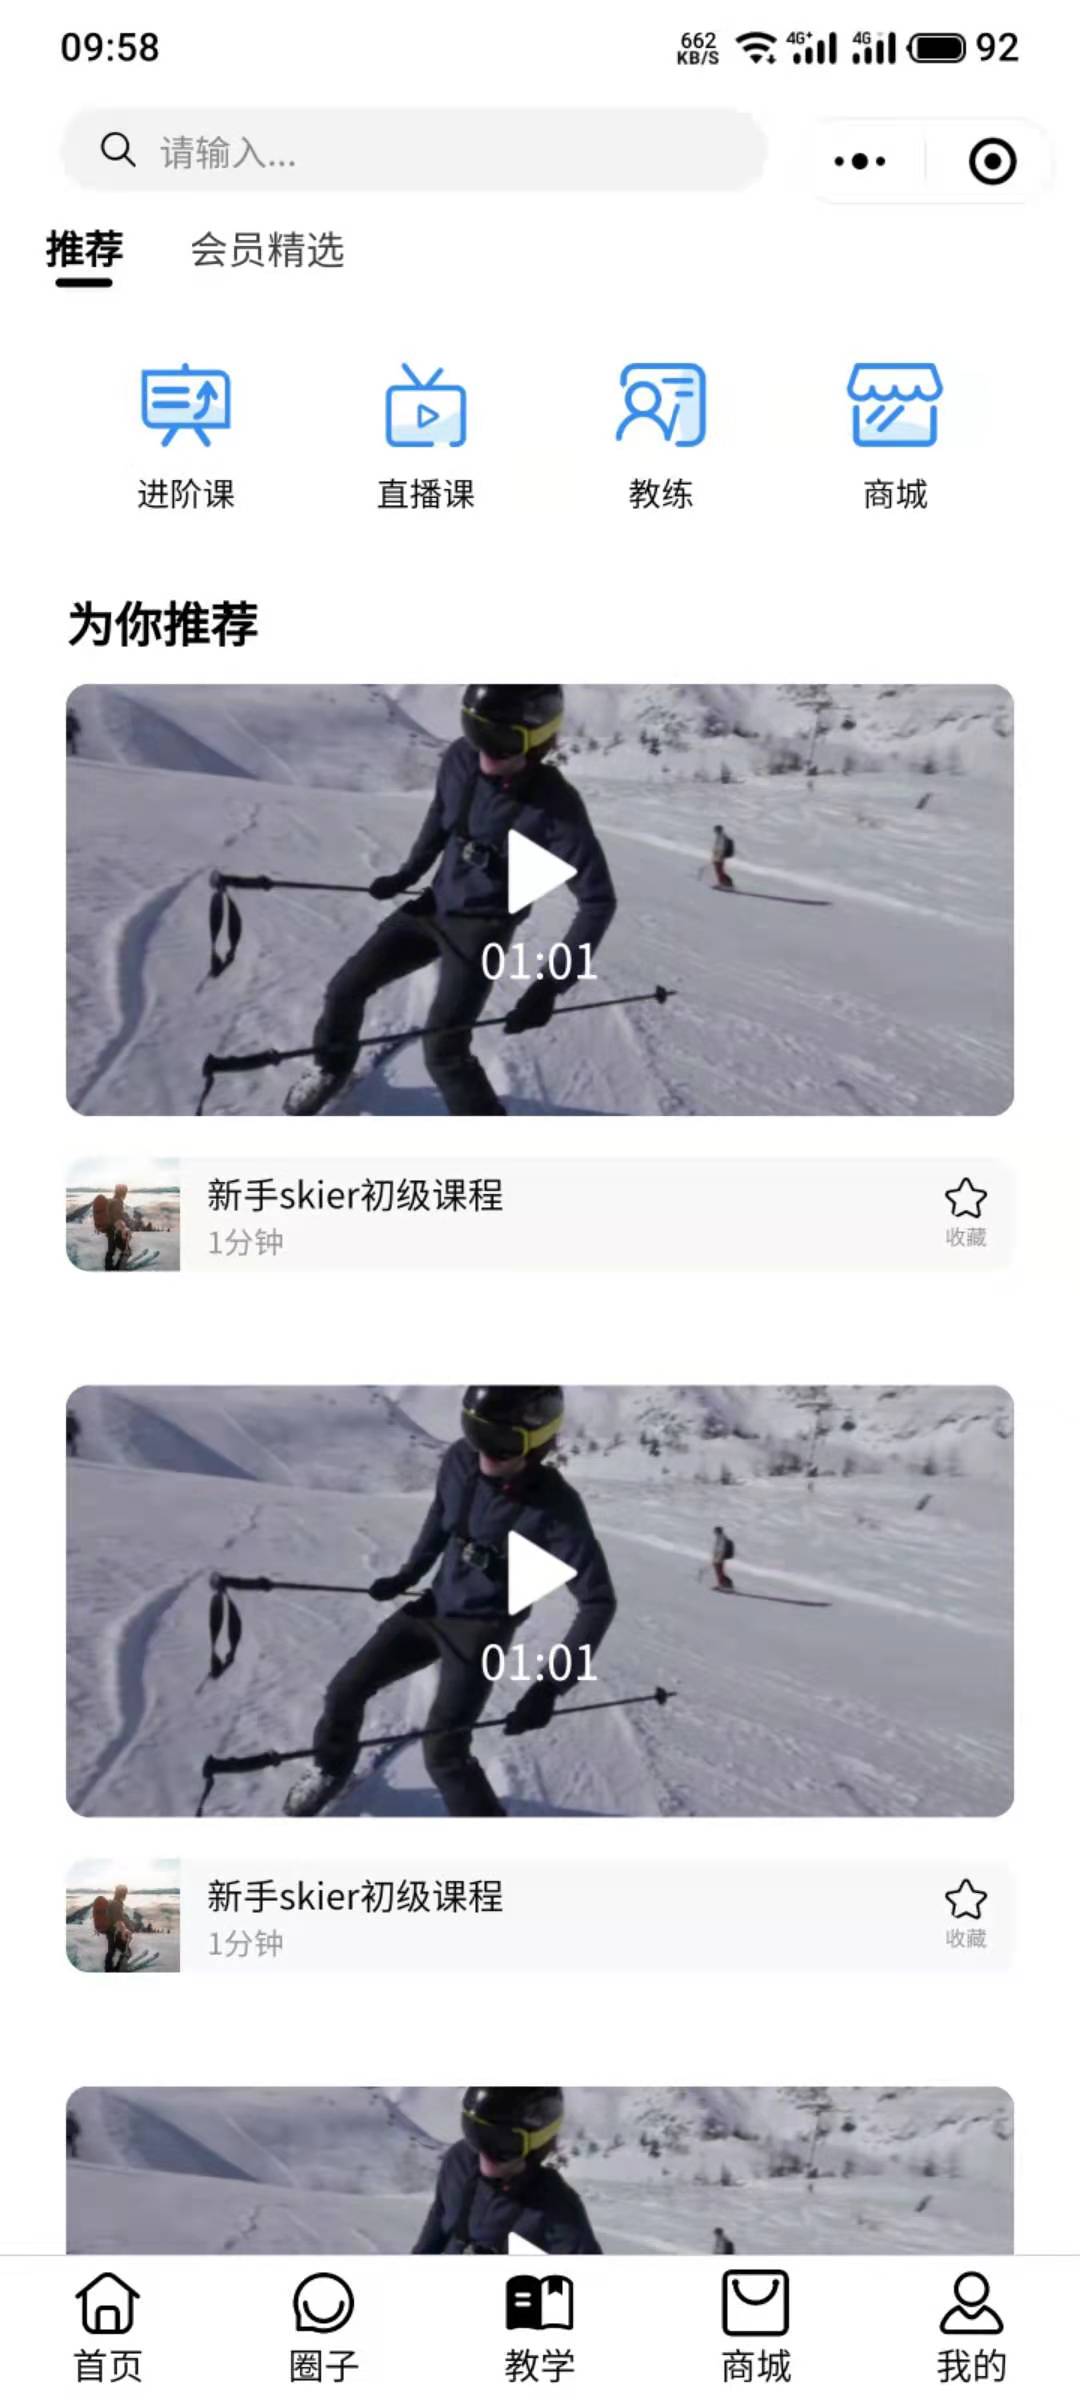 09:58
662 KB/S 4G+ 4G 92
请输入...
推荐 会员精选
进阶课 直播课 教练 商城
为你推荐
01:01
新手skier初级课程
1分钟 收藏
01:01
新手skier初级课程
1分钟 收藏
首页 圈子 教学 商城 我的